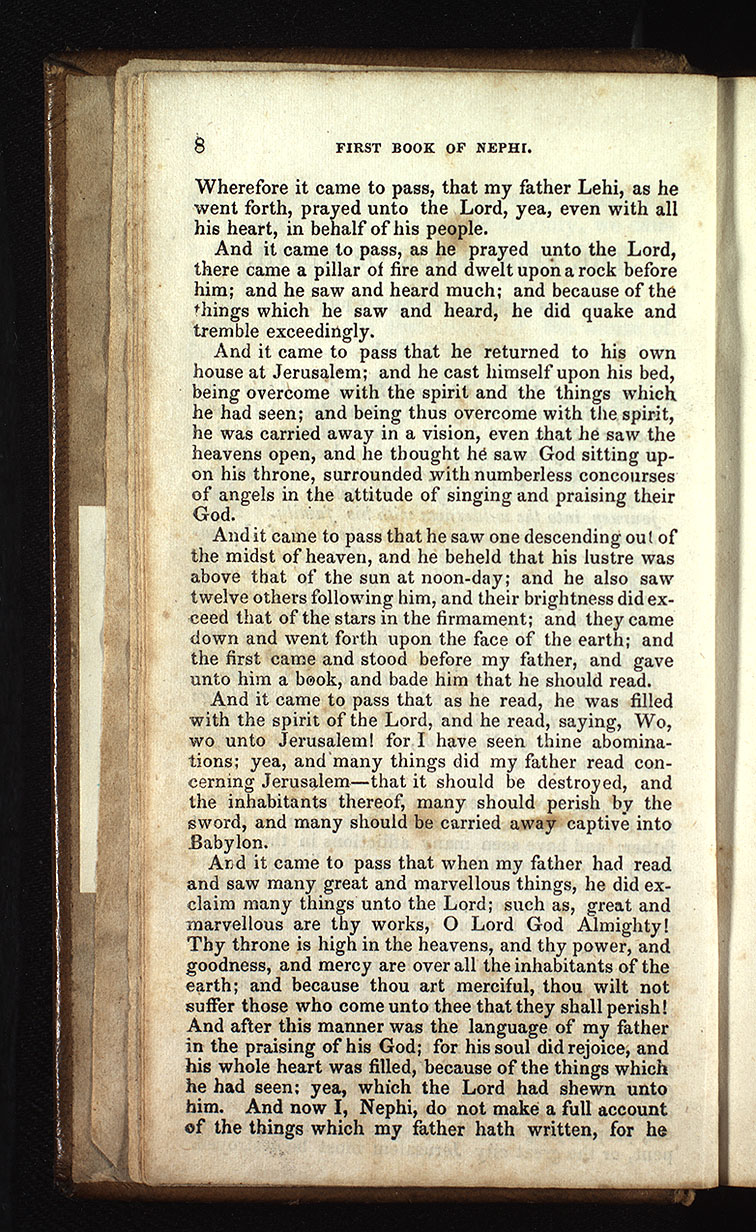 8 FIRST BOOK OF NEPHI.
Wherefore it came to pass, that my father Lehi, as he
went forth, prayed unto the Lord, yea, even with all
his heart, in behalf of his people.
And it came to pass, as he prayed unto the Lord,
there came a pillar of fire and dwelt upon a rock before
him; and he saw and heard much; and because of the
things which he saw and heard, he did quake and
tremble exceedingly.
And it came to pass that he returned to his own
house at Jerusalem; and he cast himself upon his bed,
being overcome with the spirit and the things which
he had seen; and being thus overcome with the spirit,
he was carried away in a vision, even that he saw the
heavens open, and he thought he saw God sitting up-
on his throne, surrounded with numberless concourses
of angels in the attitude of singing and praising their
God.
And it came to pass that he saw one descending out of
the midst of heaven, and he beheld that his lustre was
above that of the sun at noon-day; and he also saw
twelve others following him, and their brightness did ex-
ceed that of the stars in the firmament; and they came
down and went forth upon the face of the earth; and
the first came and stood before my father, and gave
unto him a book, and bade him that he should read.
And it came to pass that as he read, he was filled
with the spirit of the Lord, and he read, saying, Wo,
wo unto Jerusalem! for I have seen thine abomina-
tions; yea, and many things did my father read con-
cerning Jerusalem—that it should be destroyed, and
the inhabitants thereof, many should perish by the
sword, and many should be carried away captive into
Babylon.
And it came to pass that when my father had read
and saw many great and marvellous things, he did ex-
claim many things unto the Lord; such as, great and
marvellous are thy works, O Lord God Almighty!
Thy throne is high in the heavens, and thy power, and
goodness, and mercy are over all the inhabitants of the
earth; and because thou art merciful, thou wilt not
suffer those who come unto thee that they shall perish!
And after this manner was the language of my father
in the praising of his God; for his soul did rejoice, and
his whole heart was filled, because of the things which
he had seen; yea, which the Lord had shewn unto
him. And now I, Nephi, do not make a full account
of the things which my father hath written, for he